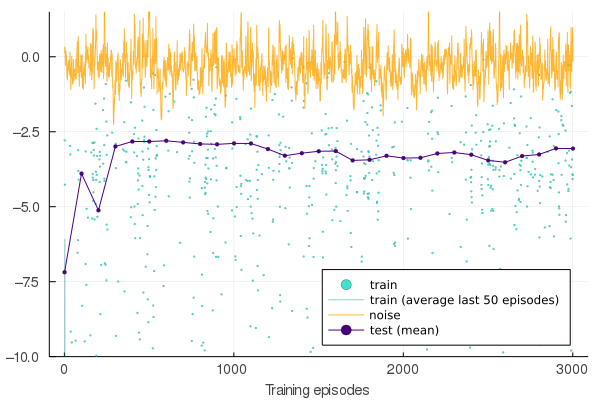 0.0
−2.5
−5.0
−7.5
−10.0
0
1000
2000
3000
Training episodes
train
train (average last 50 episodes)
noise
test (mean)